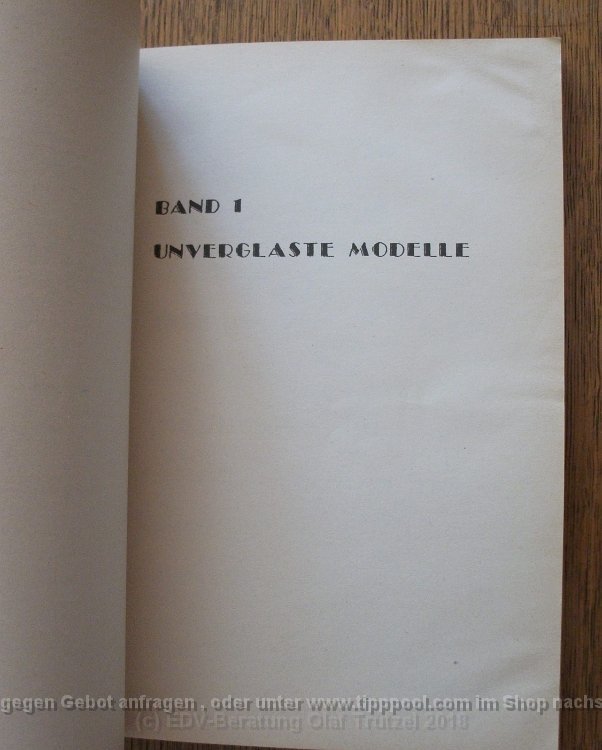 BAND 1
UNVERGLASTE MODELLE
gegen Gebot anfragen , oder unter www.tipppool.com im Shop nachs
(c) EDV-Beratung Olaf Trützel 2018